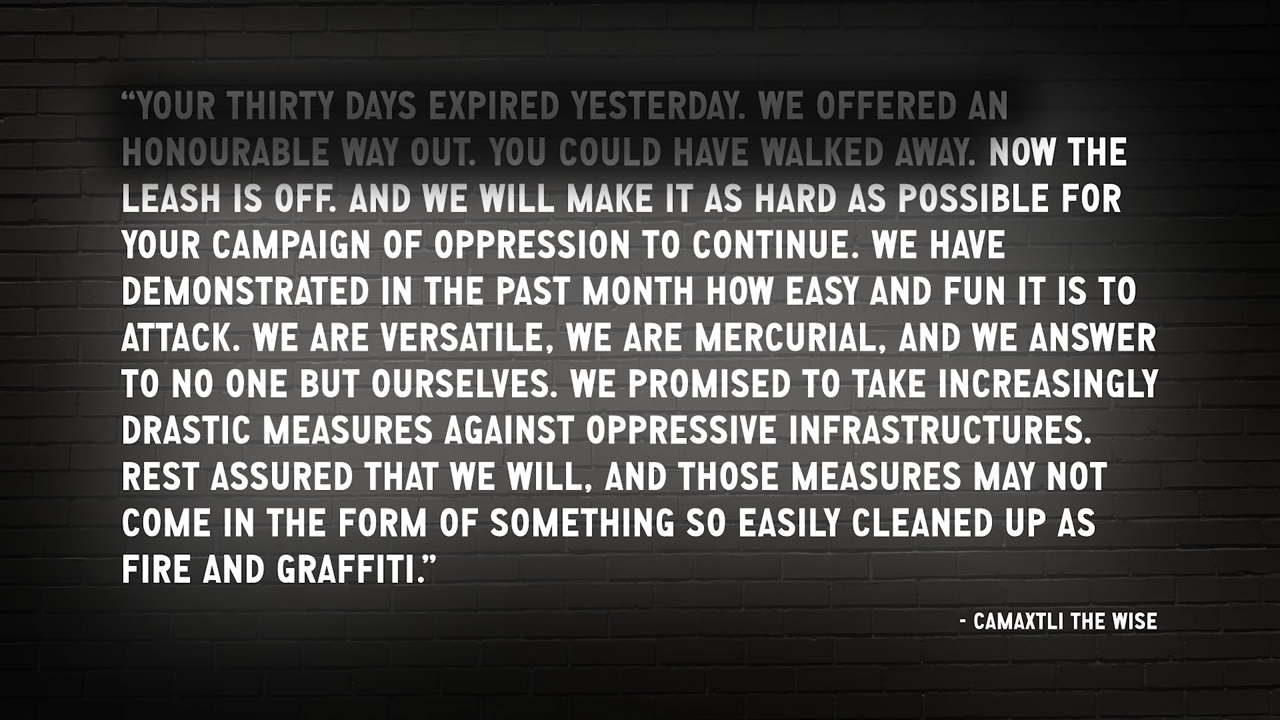 “YOUR THIRTY DAYS EXPIRED YESTERDAY. WE OFFERED AN
HONOURABLE WAY OUT. YOU COULD HAVE WALKED AWAY. NOW THE
LEASH IS OFF. AND WE WILL MAKE IT AS HARD AS POSSIBLE FOR
YOUR CAMPAIGN OF OPPRESSION TO CONTINUE. WE HAVE
DEMONSTRATED IN THE PAST MONTH HOW EASY AND FUN IT IS TO
ATTACK. WE ARE VERSATILE, WE ARE MERCURIAL, AND WE ANSWER
TO NO ONE BUT OURSELVES. WE PROMISED TO TAKE INCREASINGLY
DRASTIC MEASURES AGAINST OPPRESSIVE INFRASTRUCTURES.
REST ASSURED THAT WE WILL, AND THOSE MEASURES MAY NOT
COME IN THE FORM OF SOMETHING SO EASILY CLEANED UP AS
FIRE AND GRAFFITI.”
- CAMAXTLI THE WISE